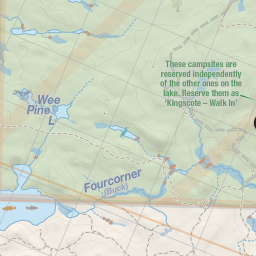 These campsites are
reserved independently
of the other ones on the
lake. Reserve them as
'Kingscote – Walk In'
Wee
Pine
L
Fourcorner
(Buck)